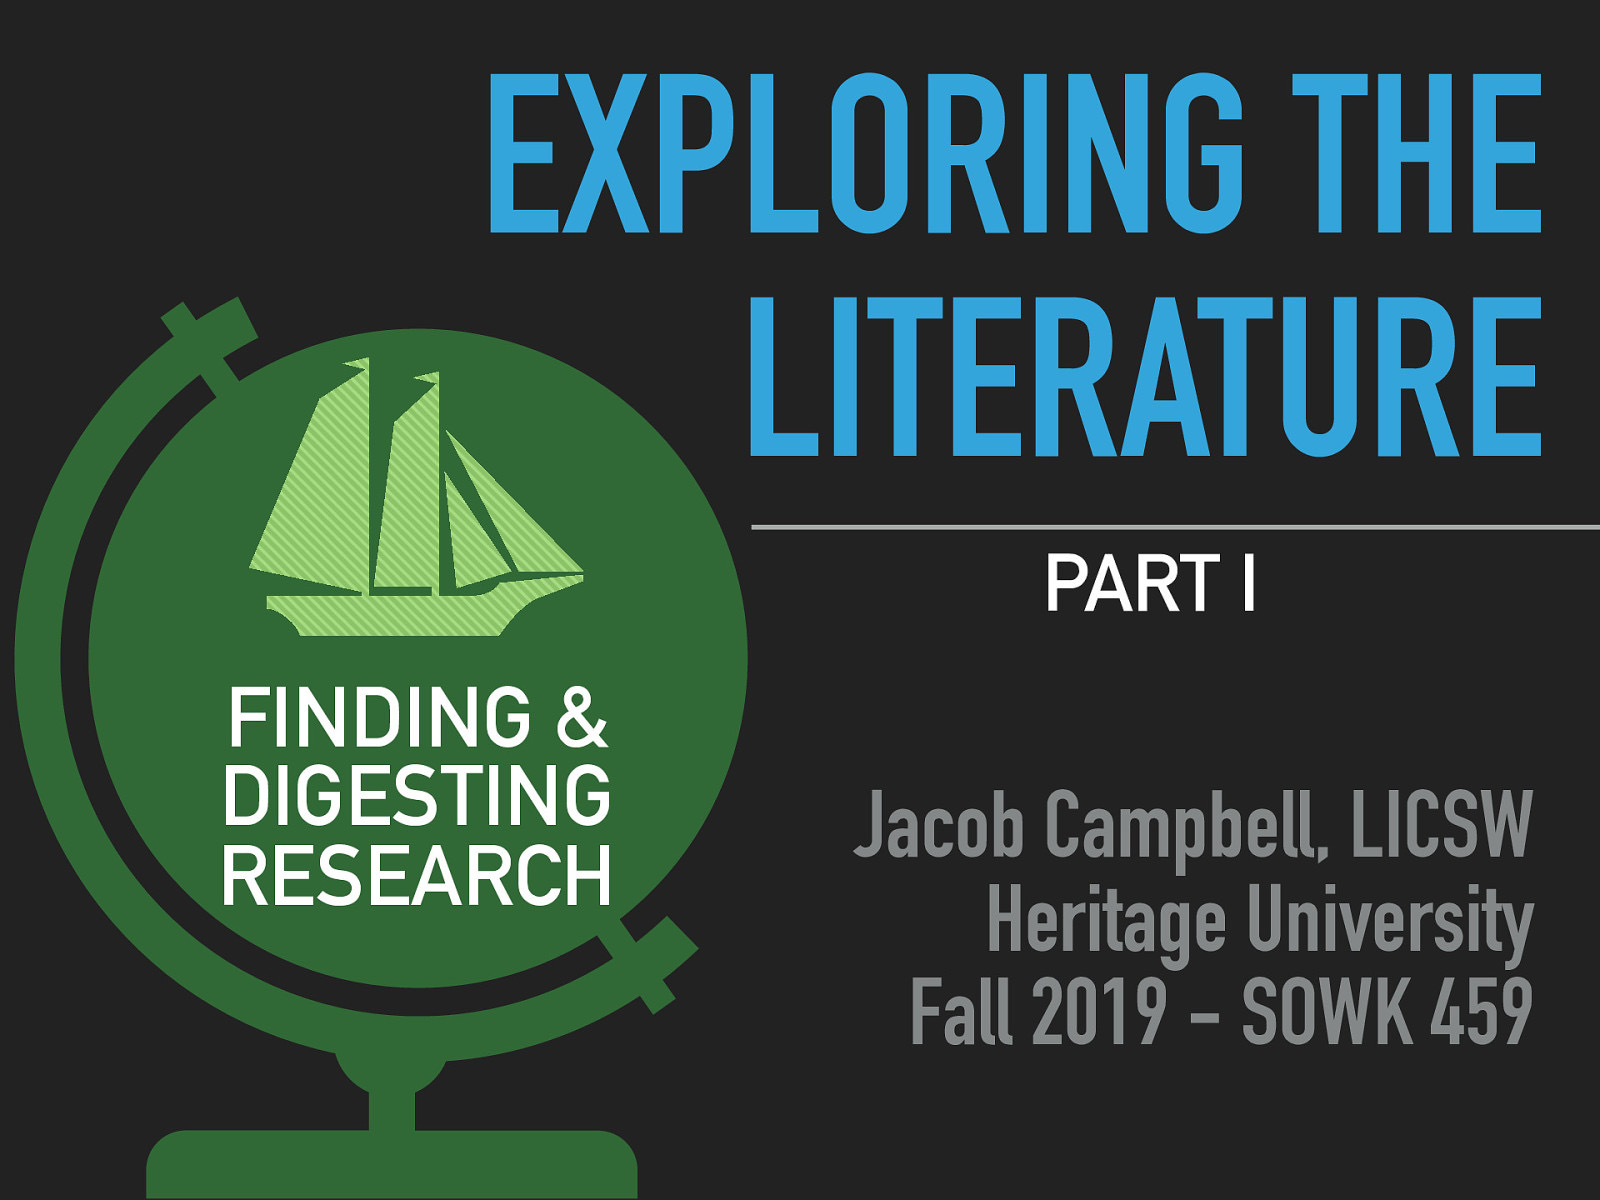 EXPLORING THE
LITERATURE
PART I
FINDING &
DIGESTING
RESEARCH
Jacob Campbell, LICSW
Heritage University
Fall 2019 - SOWK 459